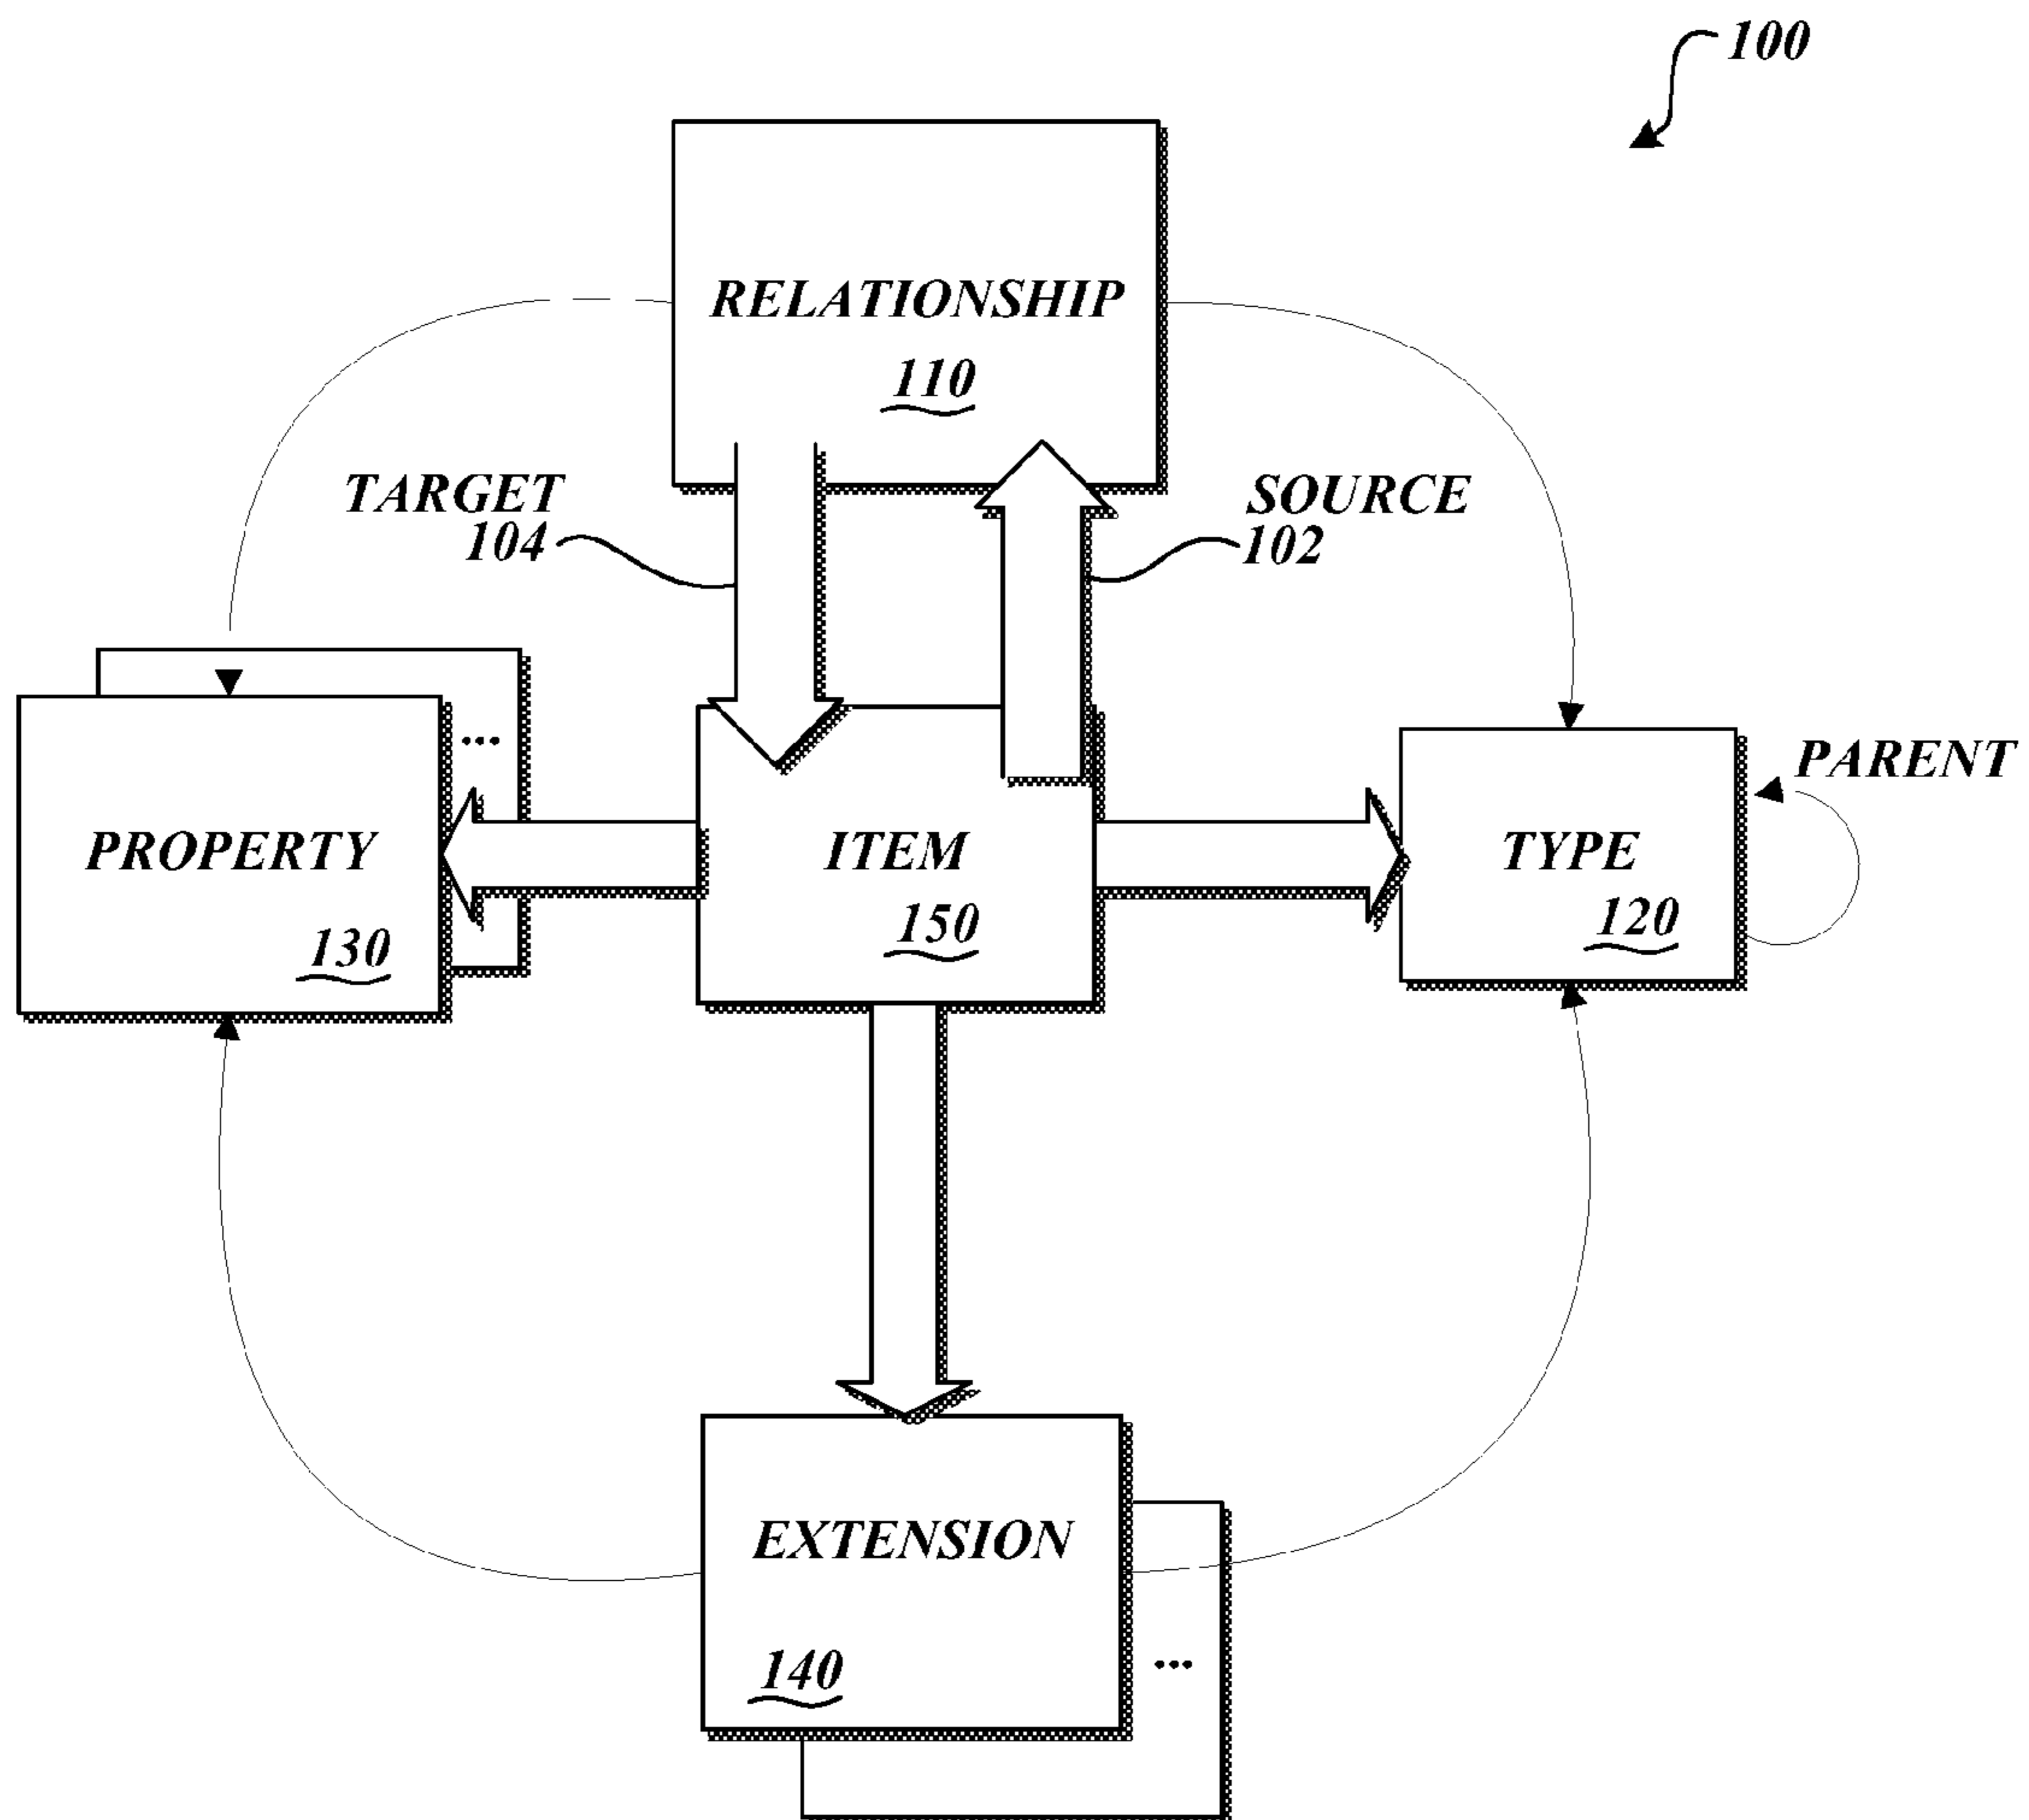 100
RELATIONSHIP
110
TARGET
104
SOURCE
102
...
PROPERTY
130
ITEM
150
PARENT
TYPE
120
EXTENSION
140
...